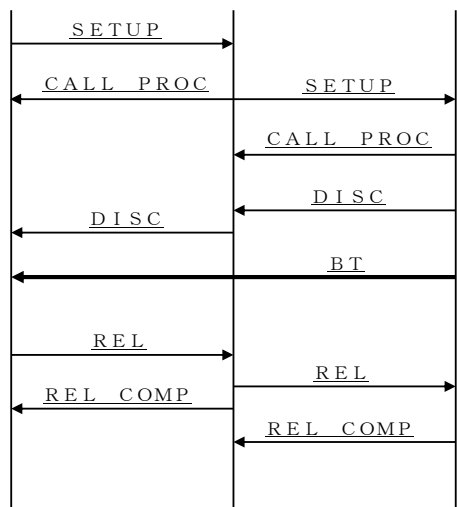 SETUP
CALL PROC
SETUP
CALL PROC
DISC
DISC
BT
REL
REL
REL COMP
REL COMP